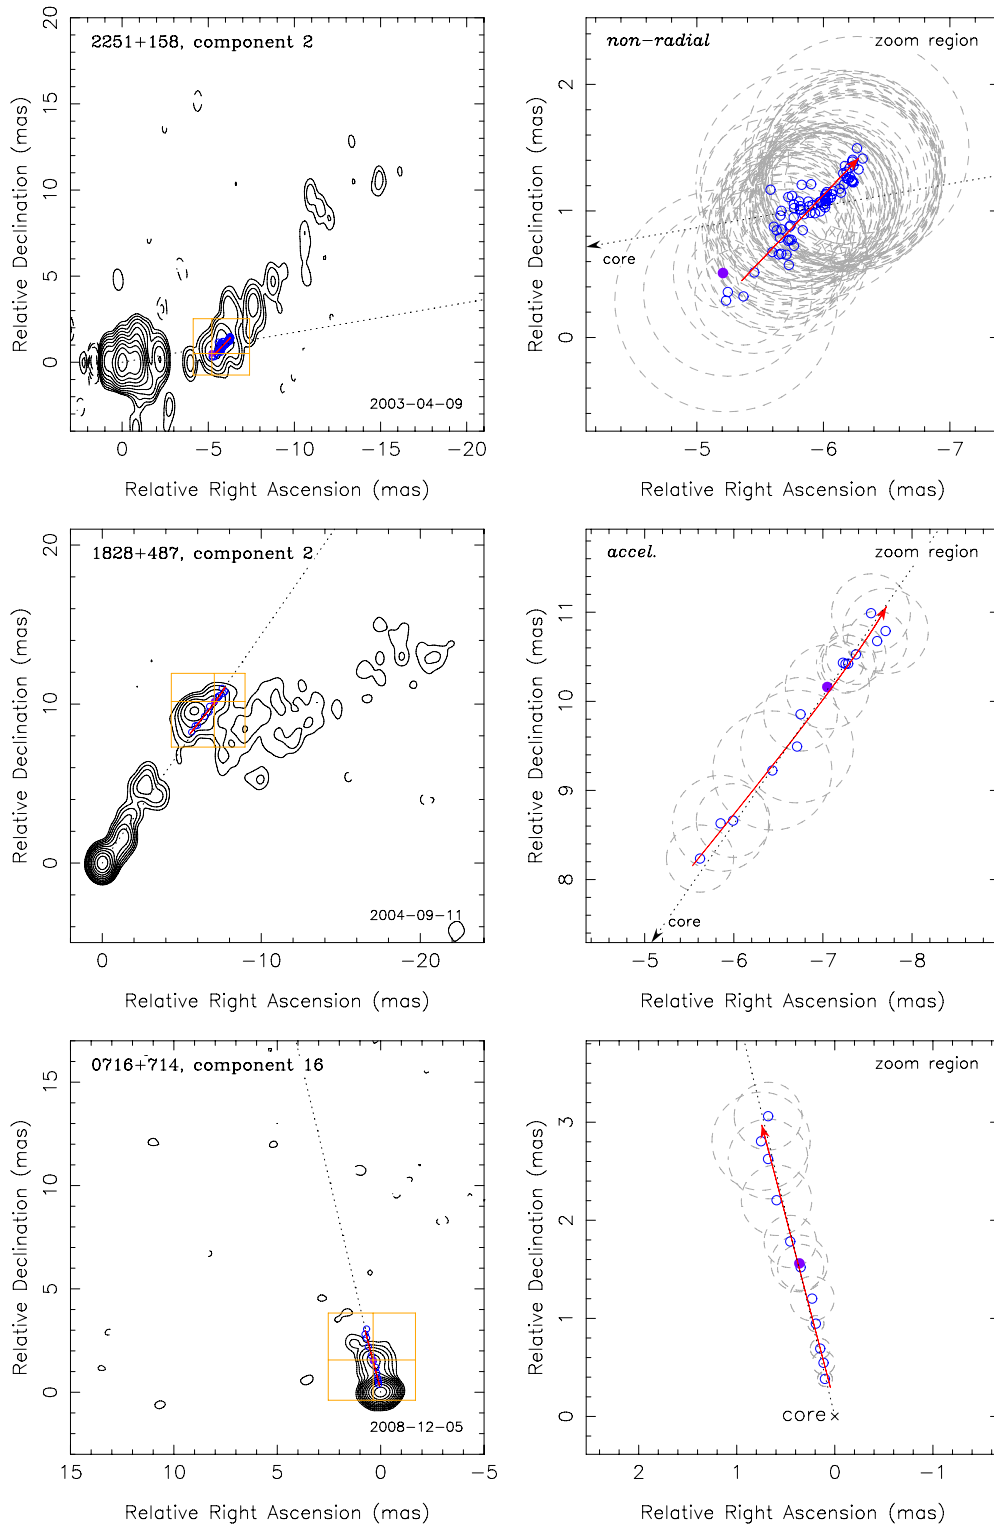 2251+158, component 2
non-radial
zoom region
20
15
10
5
0
Relative Declination (mas)
2003-04-09
0
-5
-10
-15
-20
Relative Right Ascension (mas)
2
1
0
Relative Declination (mas)
core
-5
-6
-7
Relative Right Ascension (mas)
1828+487, component 2
accel.
zoom region
20
10
0
Relative Declination (mas)
2004-09-11
0
-10
-20
Relative Right Ascension (mas)
11
10
9
8
Relative Declination (mas)
core
-5
-6
-7
-8
Relative Right Ascension (mas)
0716+714, component 16
zoom region
15
10
5
0
Relative Declination (mas)
2008-12-05
15
10
5
0
-5
Relative Right Ascension (mas)
3
2
1
0
Relative Declination (mas)
core×
2
1
0
-1
Relative Right Ascension (mas)